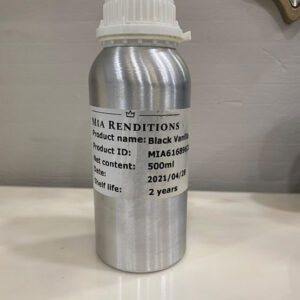 MIA RENDITIONS
Product name: Black Vanilla
Product ID: MIA61689
Net content: 500ml
Date: 2021/04/28
Shelf life: 2 years